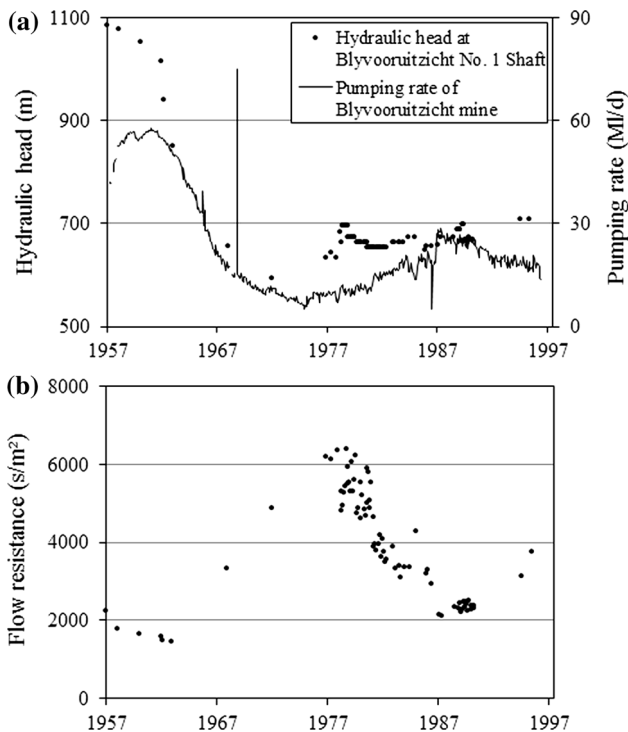 (a)
1100
900
700
500
Hydraulic head (m)
Hydraulic head at
Blyvooruitzicht No. 1 Shaft
Pumping rate of
Blyvooruitzicht mine
90
60
30
0
Pumping rate (Ml/d)
1957
1967
1977
1987
1997
(b)
8000
6000
4000
2000
0
Flow resistance (s/m²)
1957
1967
1977
1987
1997